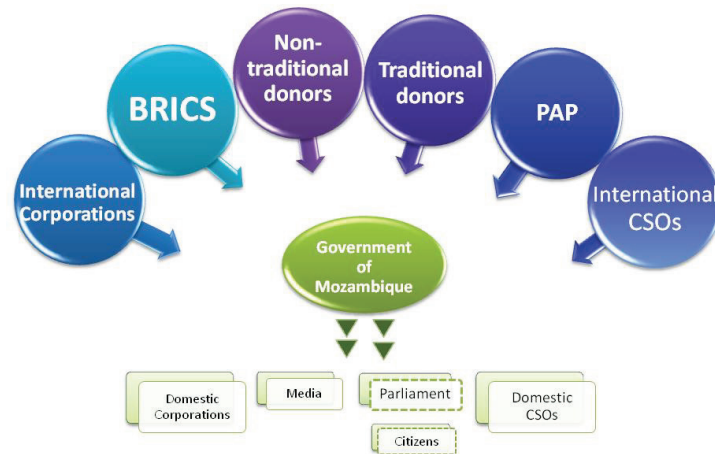 Non-
traditional
donors
Traditional
donors
BRICS
PAP
International
Corporations
International
CSOs
Government
of
Mozambique
Domestic
Corporations
Media
Parliament
Domestic
CSOs
Citizens